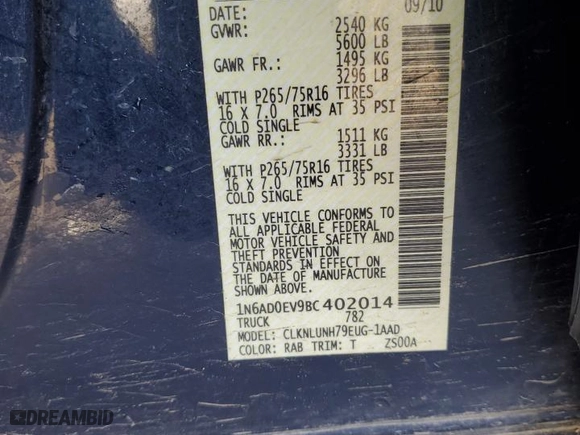 DATE: 09/10
GVWR: 2540 KG
5600 LB
GAWR FR.: 1495 KG
3296 LB
WITH P265/75R16 TIRES
16 X 7.0 RIMS AT 35 PSI
COLD SINGLE
GAWR RR.: 1511 KG
3331 LB
WITH P265/75R16 TIRES
16 X 7.0 RIMS AT 35 PSI
COLD SINGLE
THIS VEHICLE CONFORMS TO
ALL APPLICABLE FEDERAL
MOTOR VEHICLE SAFETY AND
THEFT PREVENTION
STANDARDS IN EFFECT ON
THE DATE OF MANUFACTURE
SHOWN ABOVE.
1N6AD0EV9BC402014
TRUCK 782
MODEL: CLKNLUNH79EUG-1AAD
COLOR: RAB TRIM: T ZS00A
DREAMBID